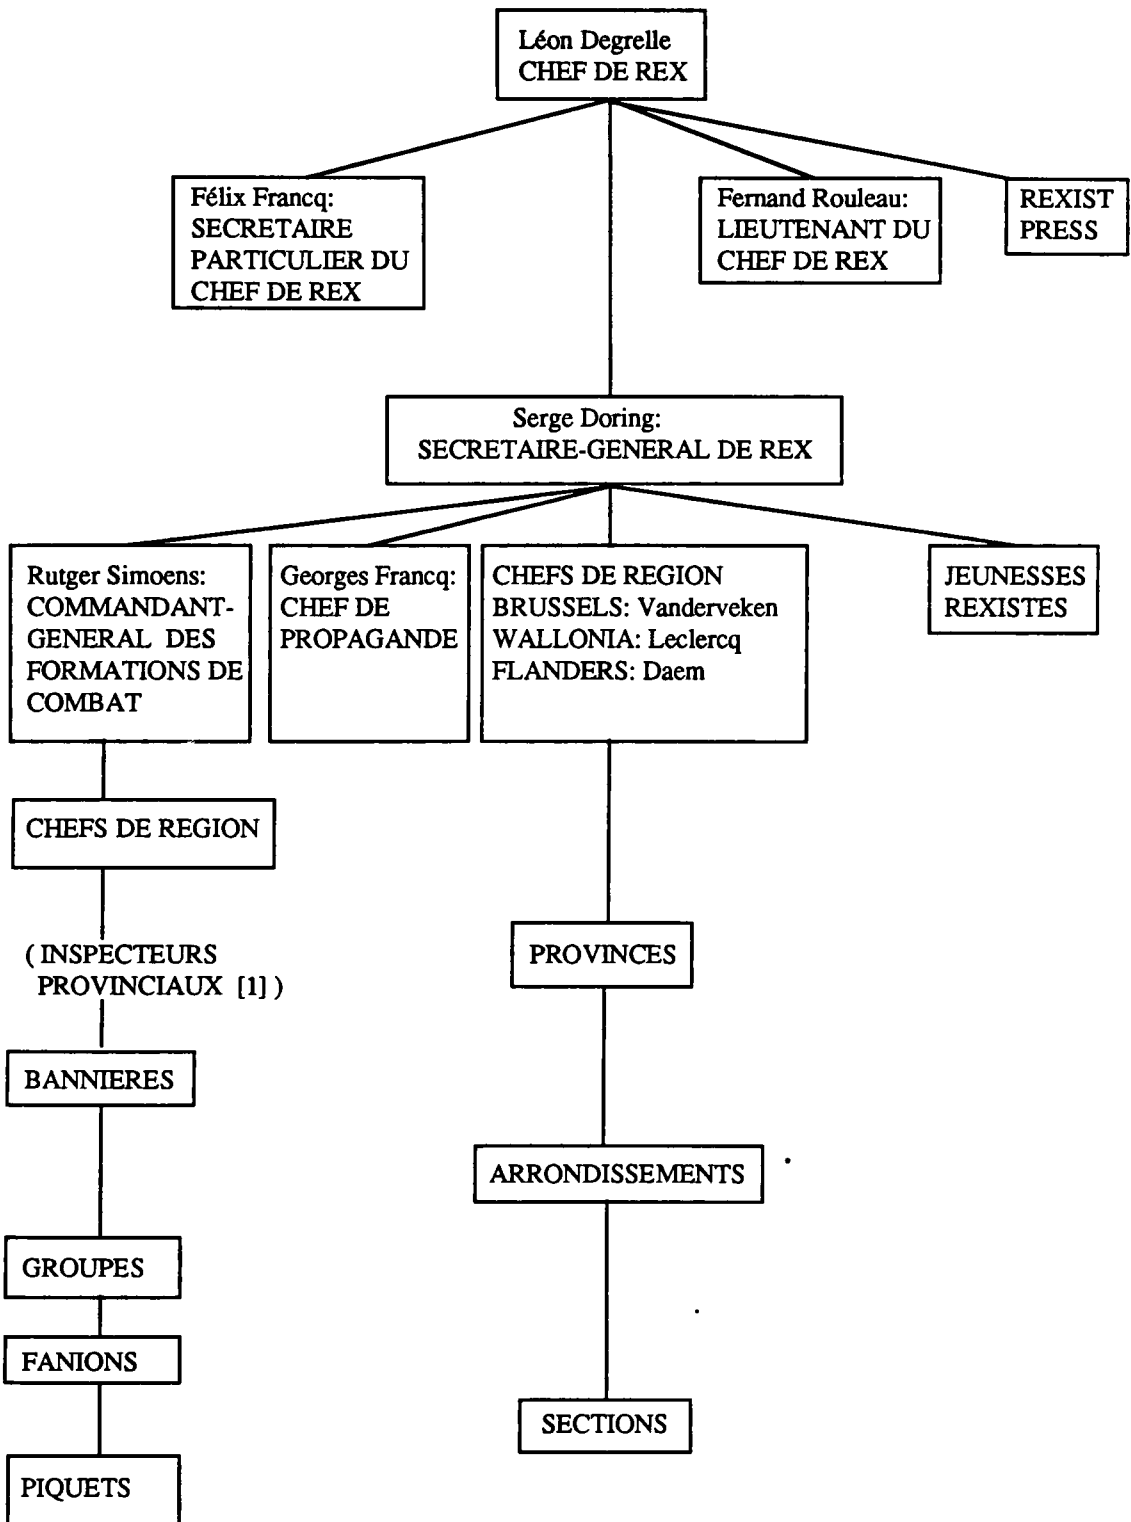 Léon Degrelle
CHEF DE REX
Félix Francq:
SECRETAIRE
PARTICULIER DU
CHEF DE REX
Fernand Rouleau:
LIEUTENANT DU
CHEF DE REX
REXIST
PRESS
Serge Doring:
SECRETAIRE-GENERAL DE REX
Rutger Simoens:
COMMANDANT-
GENERAL DES
FORMATIONS DE
COMBAT
Georges Francq:
CHEF DE
PROPAGANDE
CHEFS DE REGION
BRUSSELS: Vanderveken
WALLONIA: Leclercq
FLANDERS: Daem
JEUNESSES
REXISTES
CHEFS DE REGION
( INSPECTEURS
PROVINCIAUX [1] )
PROVINCES
BANNIERES
ARRONDISSEMENTS
GROUPES
FANIONS
SECTIONS
PIQUETS